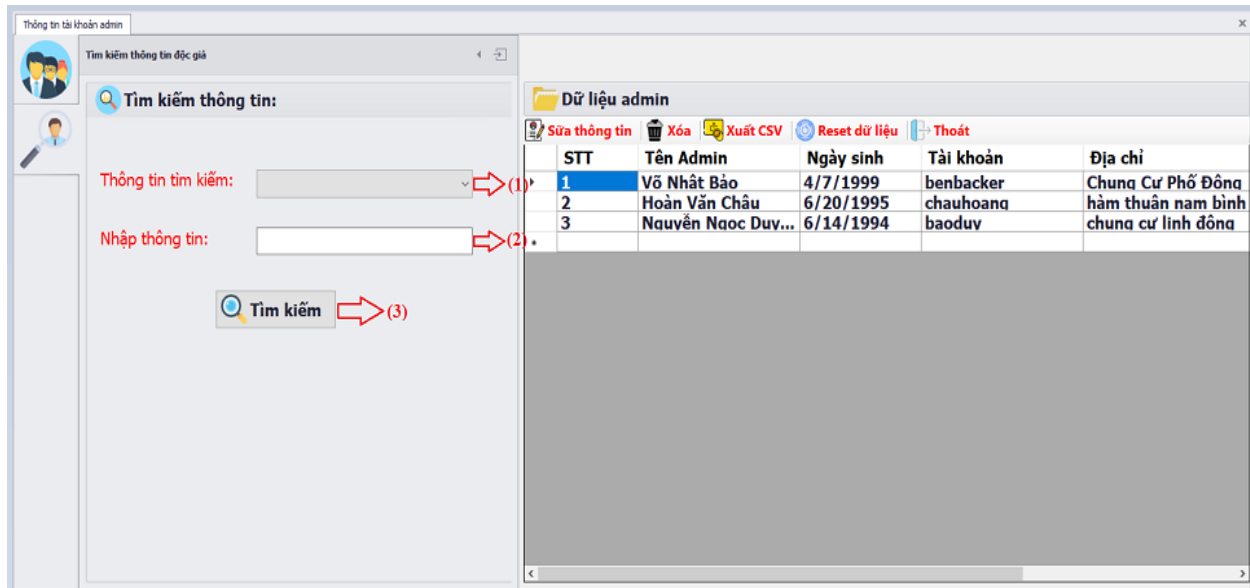 Thông tin tài khoản admin
Tìm kiếm thông tin độc giả
Tìm kiếm thông tin:
Thông tin tìm kiếm: (1)
Nhập thông tin: (2)
Tìm kiếm (3)
Dữ liệu admin
Sửa thông tin Xóa Xuất CSV Reset dữ liệu Thoát
STT Tên Admin Ngày sinh Tài khoản Địa chỉ
1 Võ Nhật Bảo 4/7/1999 benbacker Chung Cư Phố Đông
2 Hoàn Văn Châu 6/20/1995 chauhoang hàm thuận nam bình
3 Nguyễn Ngọc Duy... 6/14/1994 baoduy chung cư linh đông